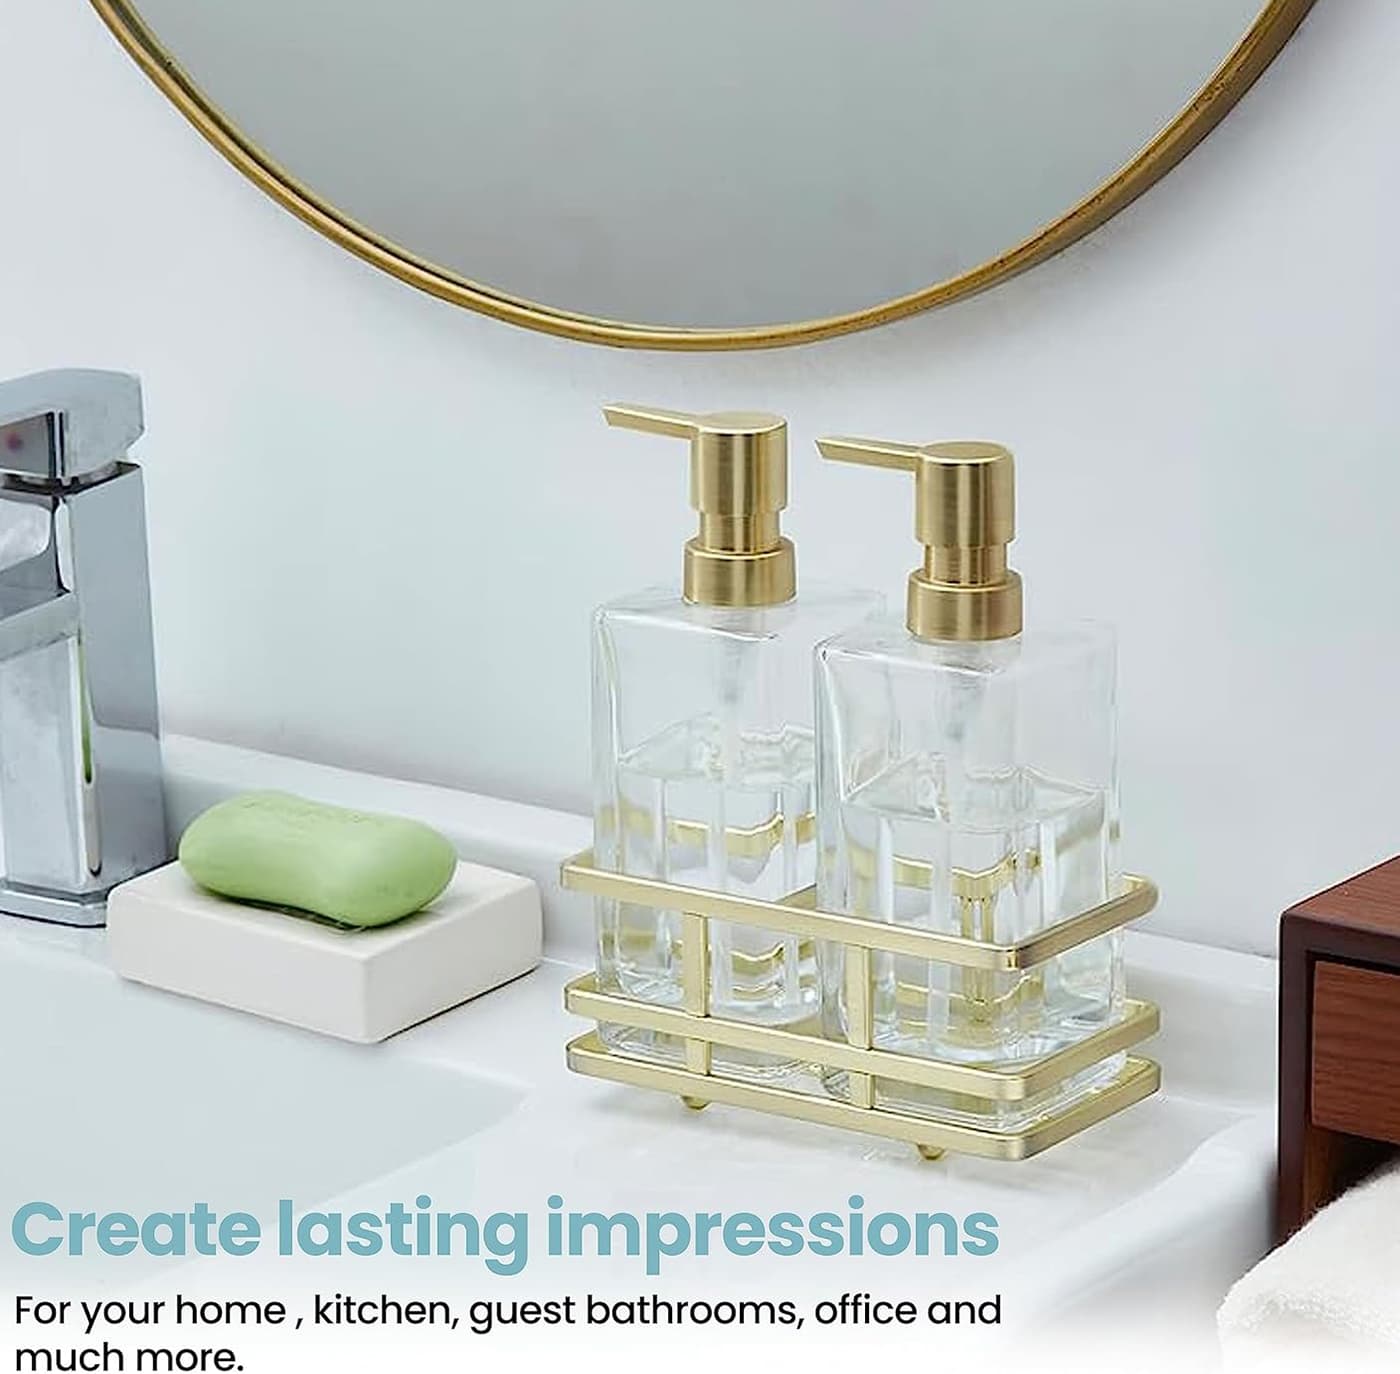 Create lasting impressions
For your home , kitchen, guest bathrooms, office and
much more.